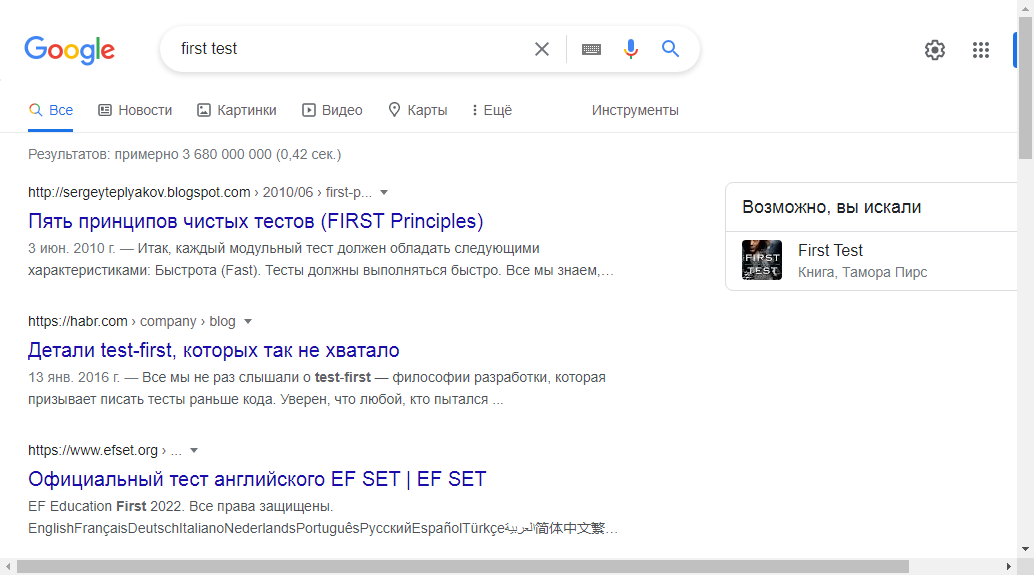 Google
first test
Все
Новости
Картинки
Видео
Карты
Ещё
Инструменты
Результатов: примерно 3 680 000 000 (0,42 сек.)
http://sergeyteplyakov.blogspot.com › 2010/06 › first-p...
Пять принципов чистых тестов (FIRST Principles)
3 июн. 2010 г. — Итак, каждый модульный тест должен обладать следующими
характеристиками: Быстрота (Fast). Тесты должны выполняться быстро. Все мы знаем,…
https://habr.com › company › blog
Детали test-first, которых так не хватало
13 янв. 2016 г. — Все мы не раз слышали о test-first — философии разработки, которая
призывает писать тесты раньше кода. Уверен, что любой, кто пытался ...
https://www.efset.org › ...
Официальный тест английского EF SET | EF SET
EF Education First 2022. Все права защищены.
EnglishFrançaisDeutschItalianoNederlandsPortuguêsРусскийEspañolTürkçeالعربية简体中文繁…
Возможно, вы искали
FIRST
TEST
First Test
Книга, Тамора Пирс